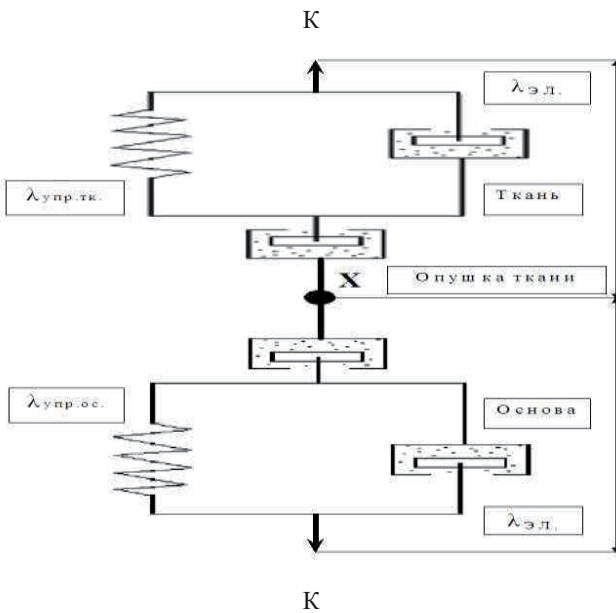 К
λэ.л.
λупр.тк.
Ткань
X
Опушка ткани
λупр.ос.
Основа
λэ.л.
К